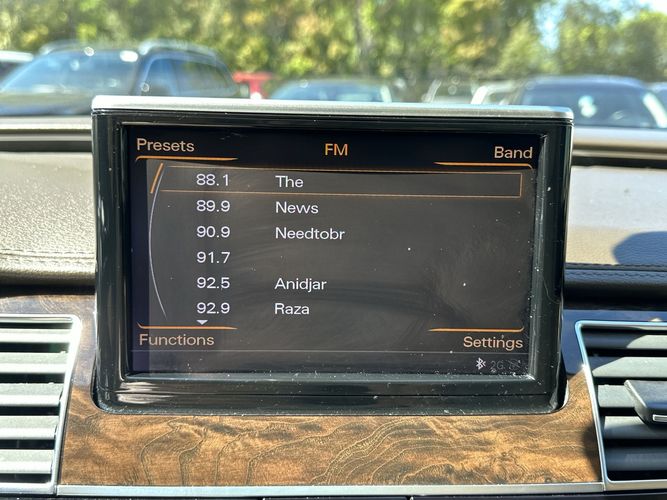 Presets FM Band
88.1 The
89.9 News
90.9 Needtobr
91.7
92.5 Anidjar
92.9 Raza
Functions Settings
2G